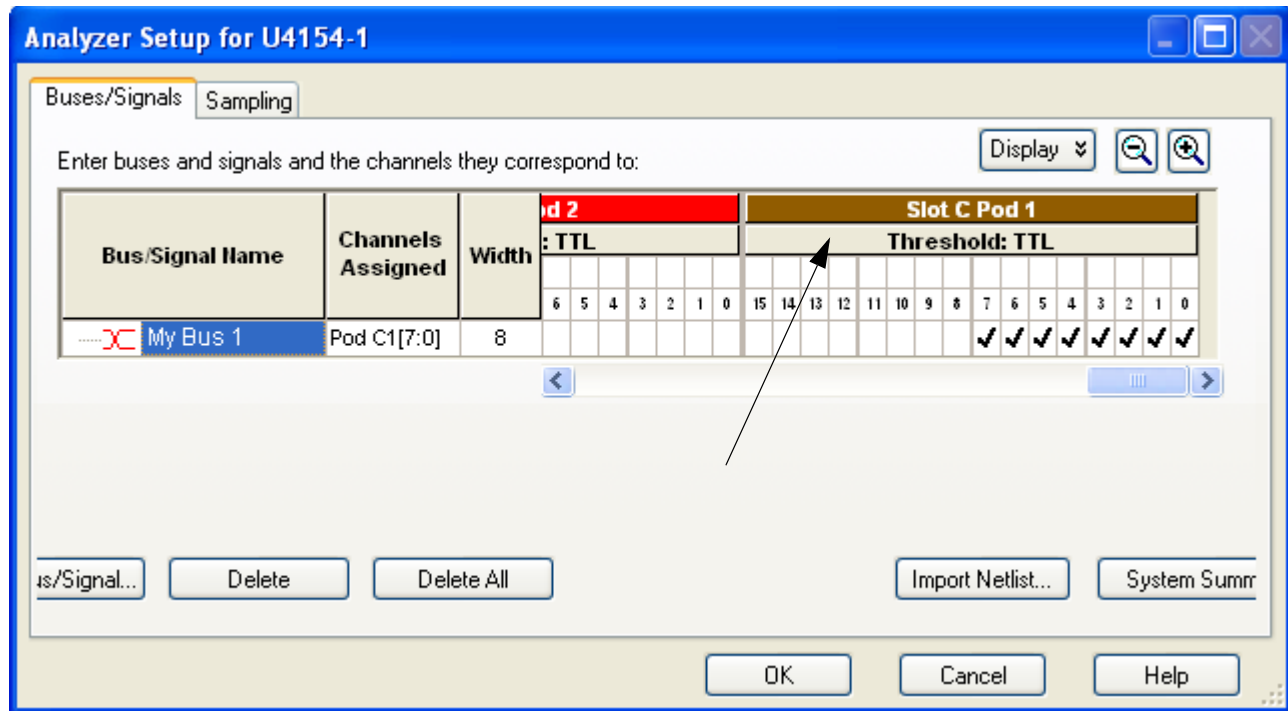 Analyzer Setup for U4154-1
Buses/Signals Sampling
Enter buses and signals and the channels they correspond to:
Display
Bus/Signal Name Channels Assigned Width
d 2 Slot C Pod 1
: TTL Threshold: TTL
6 5 4 3 2 1 0 15 14 13 12 11 10 9 8 7 6 5 4 3 2 1 0
My Bus 1 Pod C1[7:0] 8
us/Signal... Delete Delete All Import Netlist... System Summ
OK Cancel Help